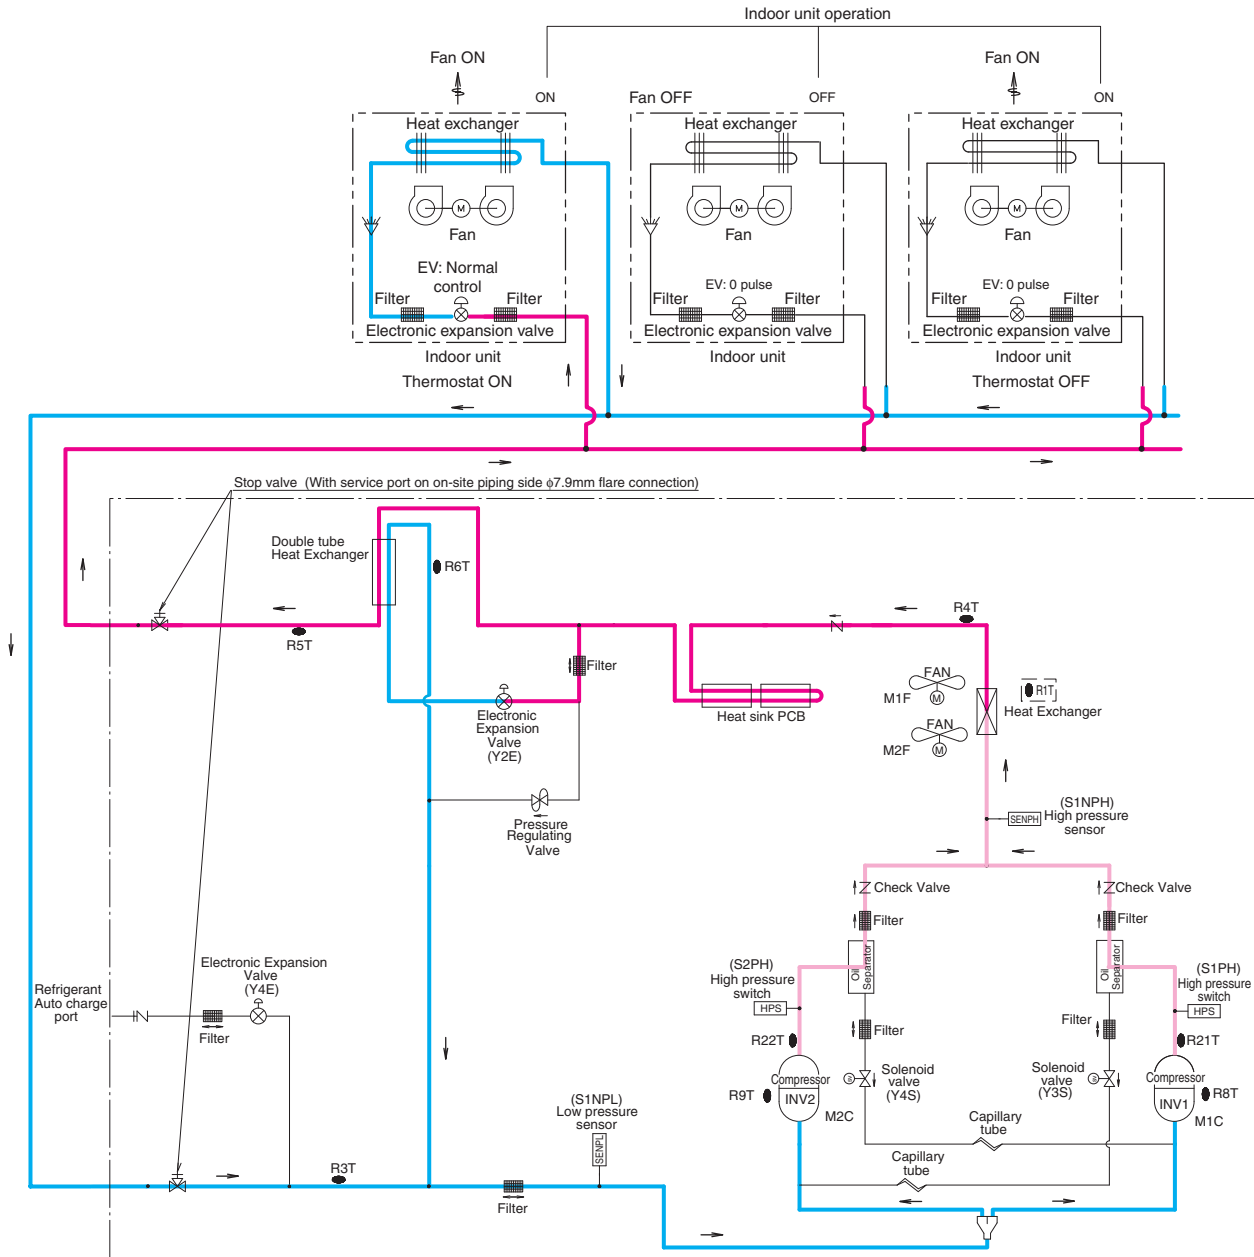 Indoor unit operation
Fan ON
ON
Fan OFF
OFF
Fan ON
ON
Heat exchanger
M
Fan
EV: Normal
control
Filter
Filter
Electronic expansion valve
Indoor unit
Thermostat ON
Heat exchanger
M
Fan
EV: 0 pulse
Filter
Filter
Electronic expansion valve
Indoor unit
Heat exchanger
M
Fan
EV: 0 pulse
Filter
Filter
Electronic expansion valve
Indoor unit
Thermostat OFF
Stop valve (With service port on on-site piping side φ7.9mm flare connection)
Double tube
Heat Exchanger
R6T
R5T
Filter
Electronic
Expansion
Valve
(Y2E)
Pressure
Regulating
Valve
Heat sink PCB
R4T
FAN
M
M1F
FAN
M
M2F
R1T
Heat Exchanger
(S1NPH)
High pressure
sensor
SENPH
Check Valve
Check Valve
Filter
Filter
Oil
Separator
Oil
Separator
(S2PH)
High pressure
switch
HPS
(S1PH)
High pressure
switch
HPS
R22T
Filter
Filter
R21T
Compressor
INV2
R9T
M2C
Solenoid
valve
(Y4S)
Solenoid
valve
(Y3S)
Compressor
INV1
R8T
M1C
Capillary
tube
Capillary
tube
Electronic Expansion
Valve
(Y4E)
Refrigerant
Auto charge
port
Filter
(S1NPL)
Low pressure
sensor
SENPL
R3T
Filter